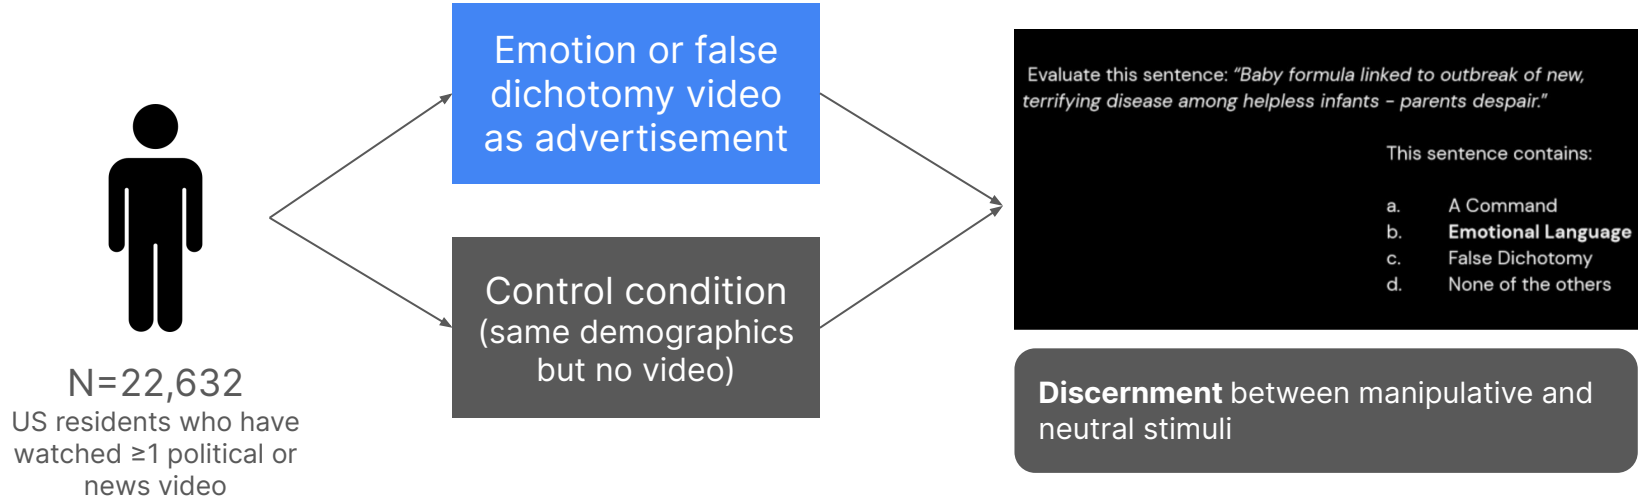 N=22,632
US residents who have
watched ≥1 political or
news video
Emotion or false
dichotomy video
as advertisement
Control condition
(same demographics
but no video)
Evaluate this sentence: “Baby formula linked to outbreak of new,
terrifying disease among helpless infants – parents despair.”
This sentence contains:
a. A Command
b. Emotional Language
c. False Dichotomy
d. None of the others
Discernment between manipulative and
neutral stimuli